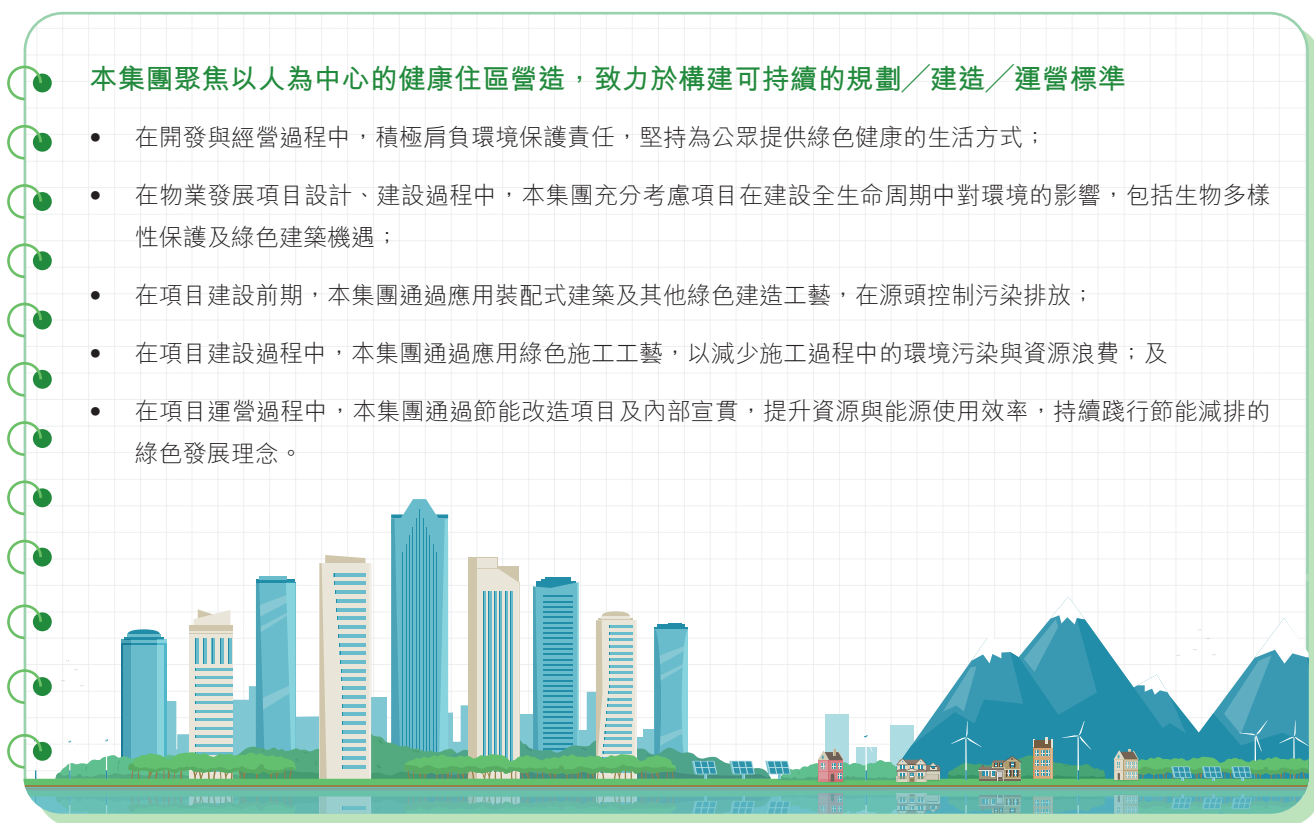 本集團聚焦以人為中心的健康住區營造，致力於構建可持續的規劃╱建造╱運營標準
• 在開發與經營過程中，積極肩負環境保護責任，堅持為公眾提供綠色健康的生活方式；
• 在物業發展項目設計、建設過程中，本集團充分考慮項目在建設全生命周期中對環境的影響，包括生物多樣
性保護及綠色建築機遇；
• 在項目建設前期，本集團通過應用裝配式建築及其他綠色建造工藝，在源頭控制污染排放；
• 在項目建設過程中，本集團通過應用綠色施工工藝，以減少施工過程中的環境污染與資源浪費；及
• 在項目運營過程中，本集團通過節能改造項目及內部宣貫，提升資源與能源使用效率，持續踐行節能減排的
綠色發展理念。